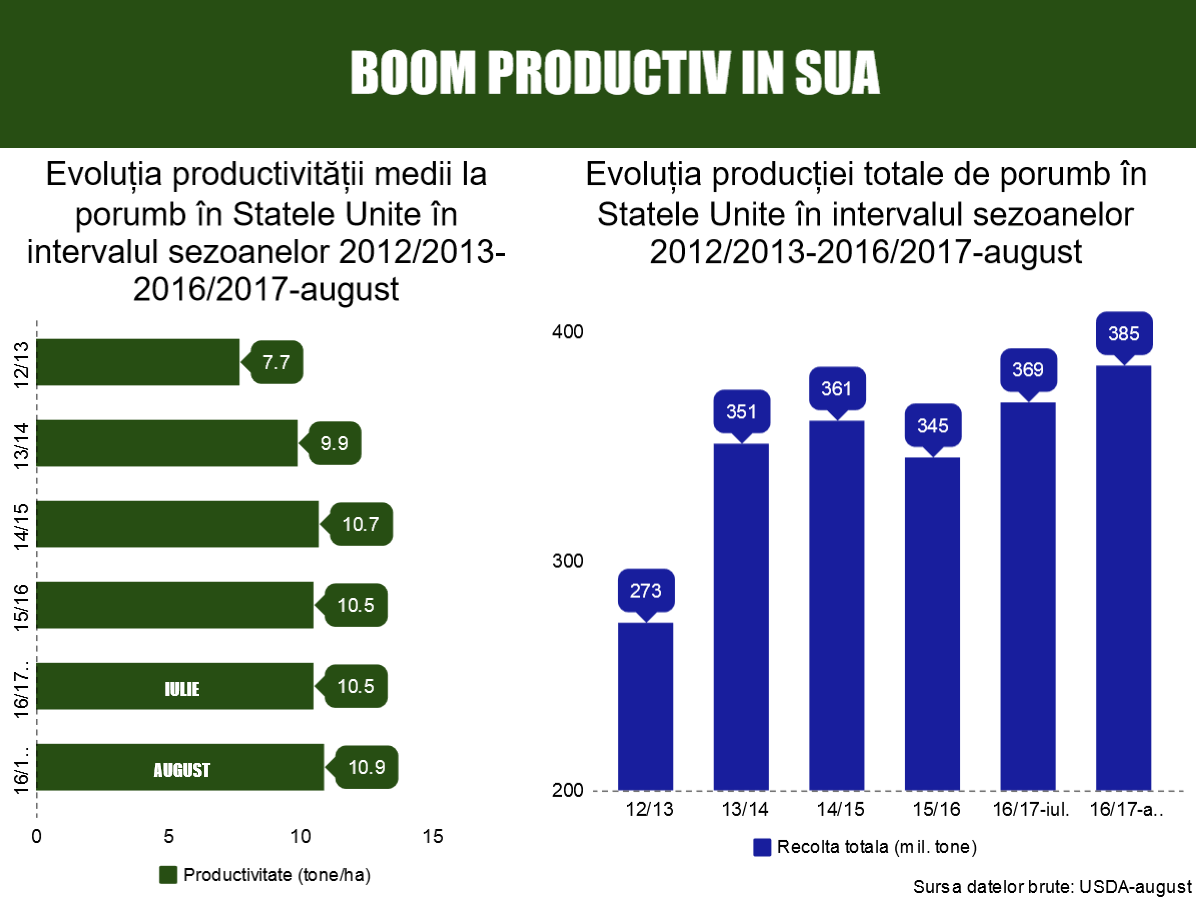 BOOM PRODUCTIV IN SUA
Evoluția productivității medii la
porumb în Statele Unite în
intervalul sezoanelor 2012/2013-
2016/2017-august
12/13
7.7
13/14
9.9
14/15
10.7
15/16
10.5
16/17..
IULIE
10.5
16/1..
AUGUST
10.9
0 5 10 15
Productivitate (tone/ha)
Evoluția producției totale de porumb în
Statele Unite în intervalul sezoanelor
2012/2013-2016/2017-august
400
300
200
273
351
361
345
369
385
12/13 13/14 14/15 15/16 16/17-iul. 16/17-a..
Recolta totala (mil. tone)
Sursa datelor brute: USDA-august